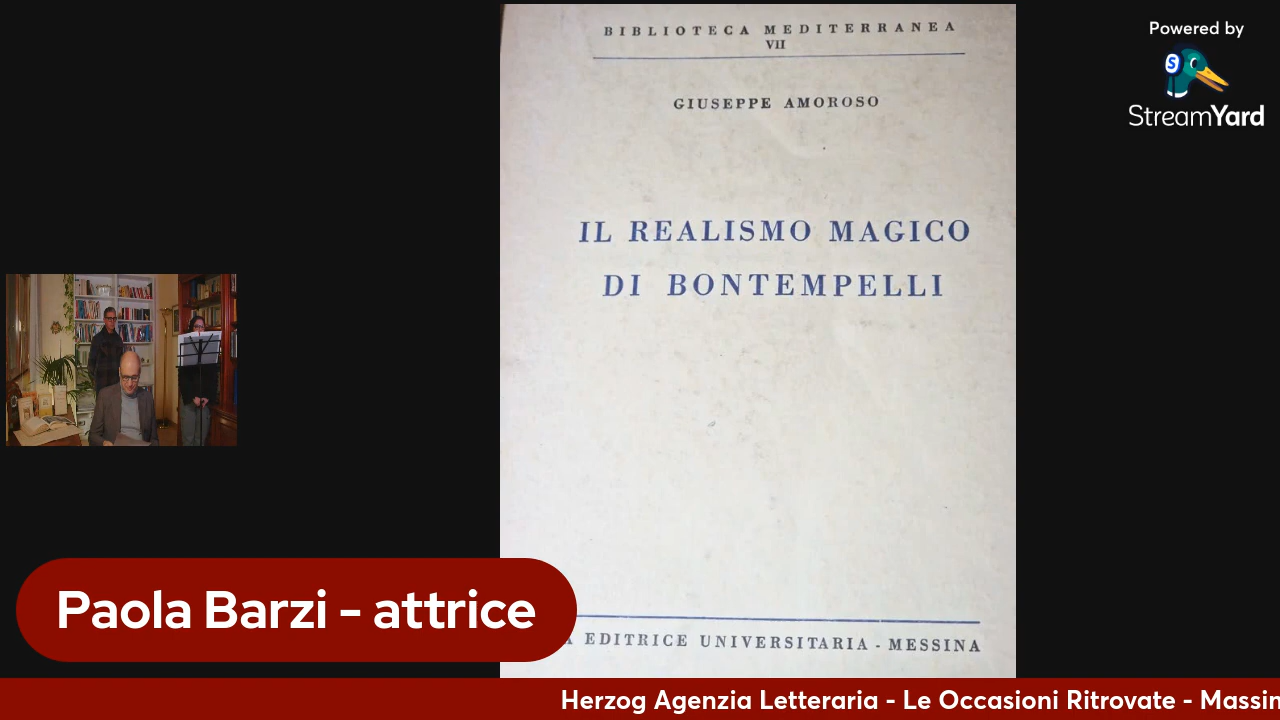 Powered by
StreamYard
BIBLIOTECA MEDITERRANEA
VII
GIUSEPPE AMOROSO
IL REALISMO MAGICO
DI BONTEMPELLI
EDITRICE UNIVERSITARIA - MESSINA
Paola Barzi - attrice
Herzog Agenzia Letteraria - Le Occasioni Ritrovate -